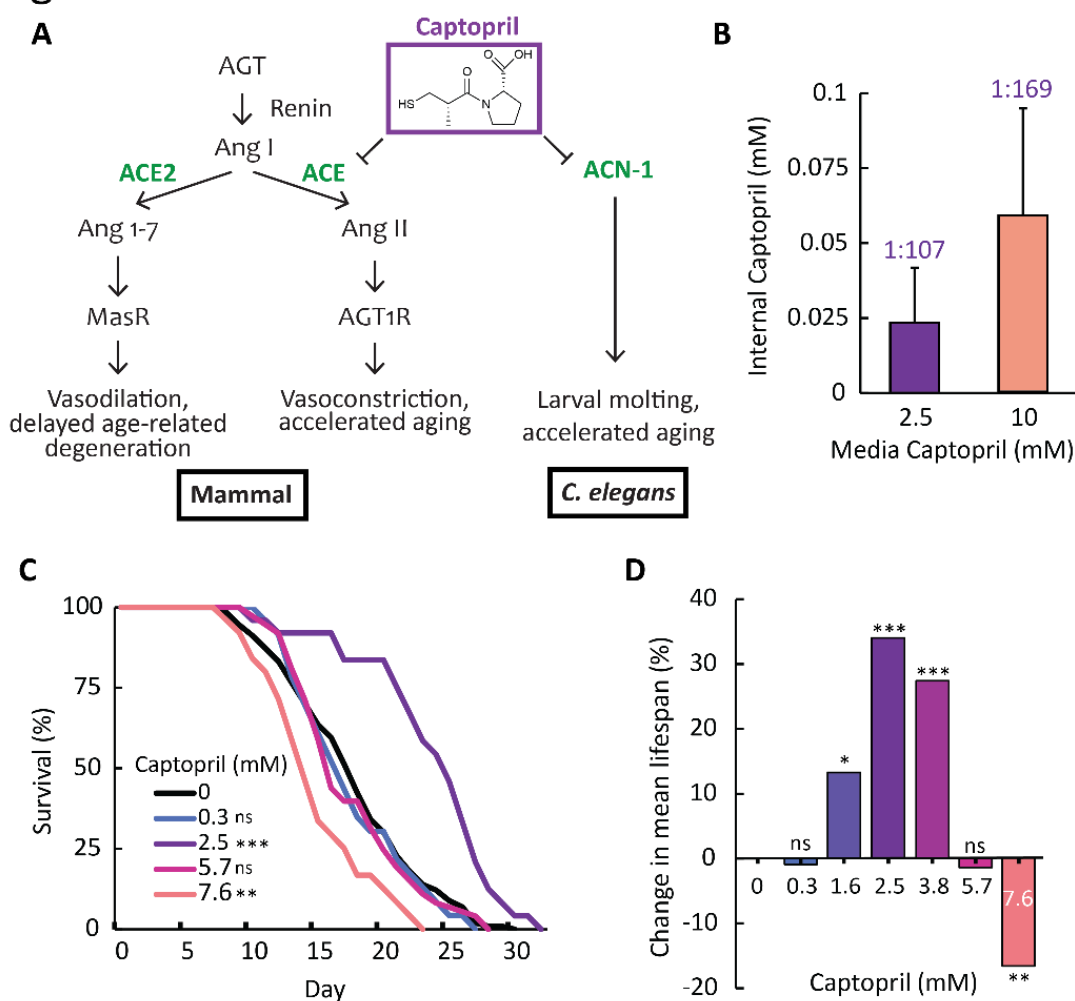 A
Captopril
O
OH
O
HS
N
AGT
Renin
Ang I
ACE2
ACE
ACN-1
Ang 1-7
Ang II
MasR
AGT1R
Vasodilation,
delayed age-related
degeneration
Vasoconstriction,
accelerated aging
Larval molting,
accelerated aging
Mammal
C. elegans
B
Internal Captopril (mM)
0.1
0.075
0.05
0.025
0
1:107
1:169
2.5 10
Media Captopril (mM)
C
Survival (%)
100
75
50
25
0
Captopril (mM)
0
0.3 ns
2.5 ***
5.7 ns
7.6 **
0 5 10 15 20 25 30
Day
D
Change in mean lifespan (%)
40
30
20
10
0
-10
-20
ns
*
***
***
ns
**
0 0.3 1.6 2.5 3.8 5.7 7.6
Captopril (mM)